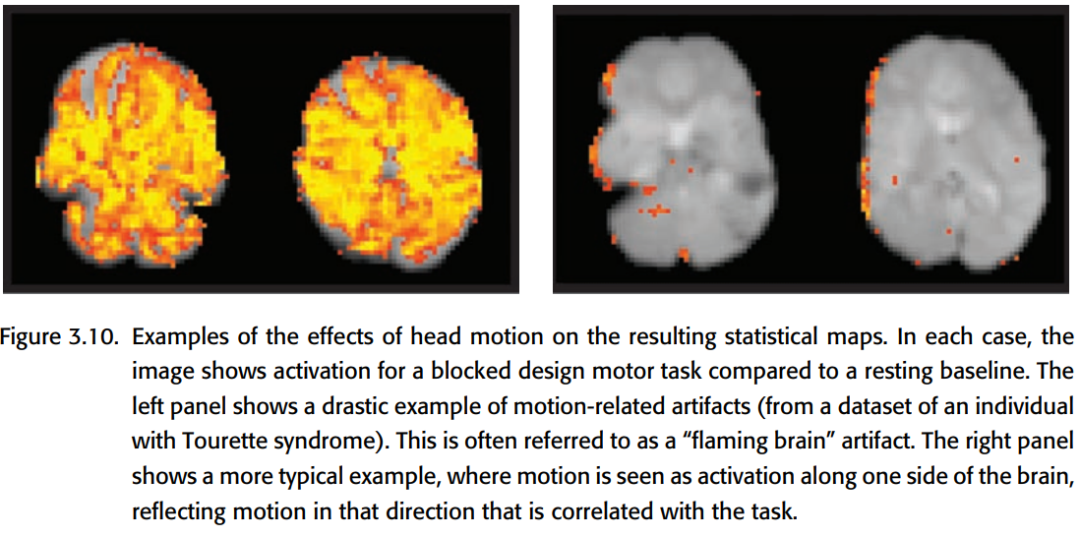 Figure 3.10. Examples of the effects of head motion on the resulting statistical maps. In each case, the
image shows activation for a blocked design motor task compared to a resting baseline. The
left panel shows a drastic example of motion-related artifacts (from a dataset of an individual
with Tourette syndrome). This is often referred to as a “flaming brain” artifact. The right panel
shows a more typical example, where motion is seen as activation along one side of the brain,
reflecting motion in that direction that is correlated with the task.